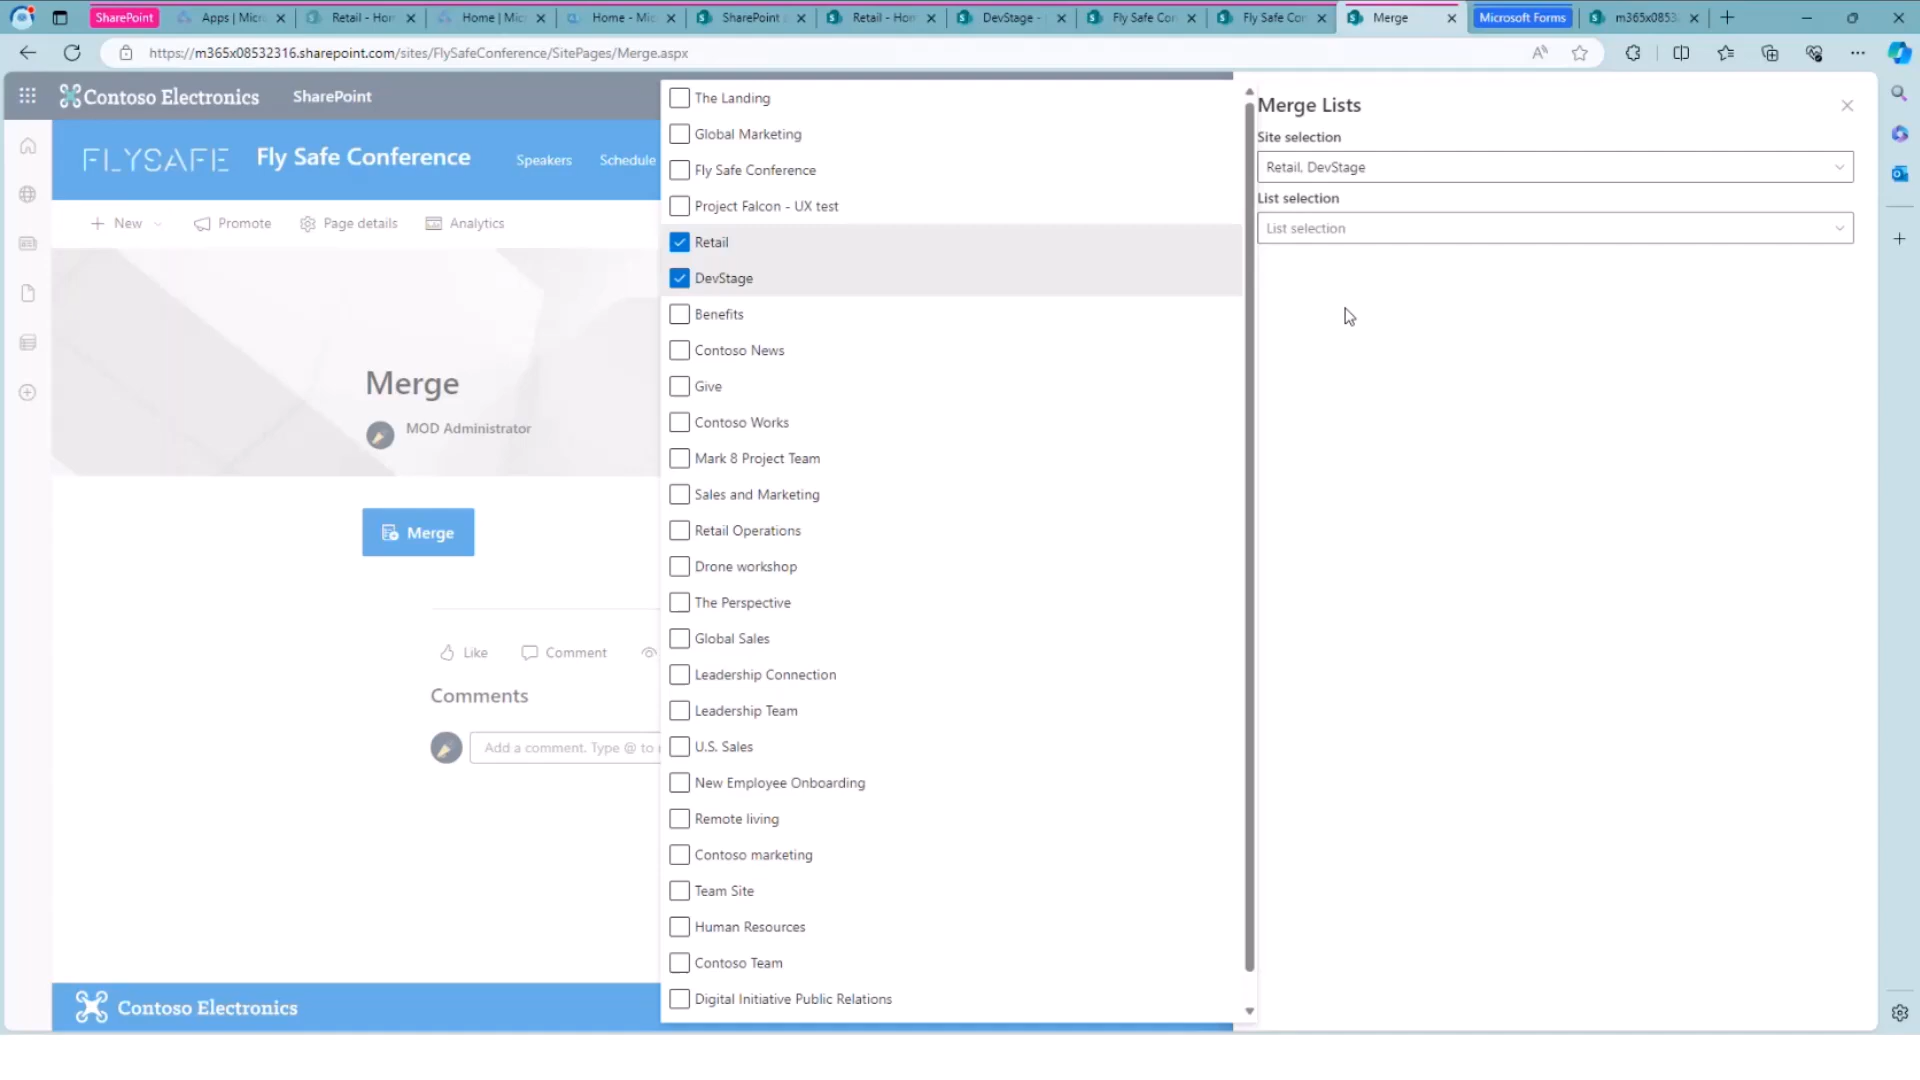 SharePoint
Apps | Micr
Retail - Hom
Home | Mic
Home - Mic
SharePoint
Retail - Hom
DevStage -
Fly Safe Con
Fly Safe Con
Merge
Microsoft Forms
m365x0853
https://m365x08532316.sharepoint.com/sites/FlySafeConference/SitePages/Merge.aspx
Contoso Electronics
SharePoint
FLYSAFE
Fly Safe Conference
Speakers
Schedule
New
Promote
Page details
Analytics
Merge
MOD Administrator
Merge
Like
Comment
Comments
Add a comment. Type @ to
Contoso Electronics
The Landing
Global Marketing
Fly Safe Conference
Project Falcon - UX test
Retail
DevStage
Benefits
Contoso News
Give
Contoso Works
Mark 8 Project Team
Sales and Marketing
Retail Operations
Drone workshop
The Perspective
Global Sales
Leadership Connection
Leadership Team
U.S. Sales
New Employee Onboarding
Remote living
Contoso marketing
Team Site
Human Resources
Contoso Team
Digital Initiative Public Relations
Merge Lists
Site selection
Retail, DevStage
List selection
List selection